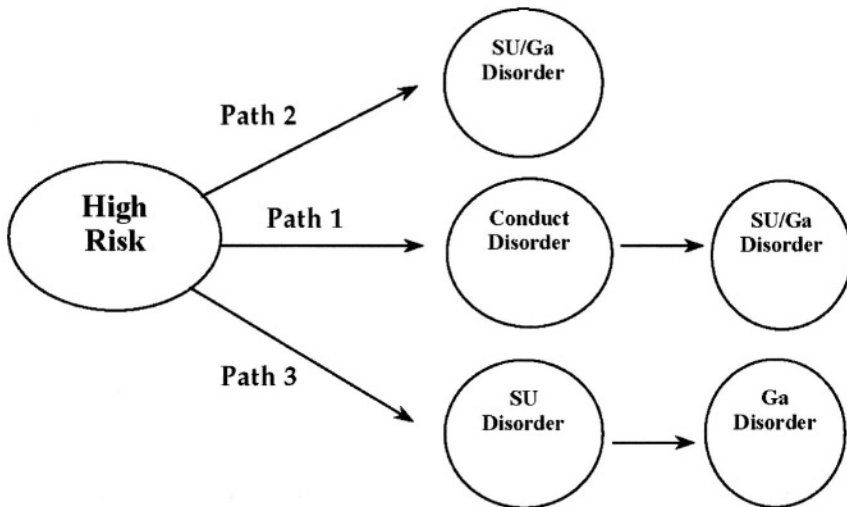 SU/Ga
Disorder
Path 2
High
Risk
Path 1
Conduct
Disorder
SU/Ga
Disorder
Path 3
SU
Disorder
Ga
Disorder